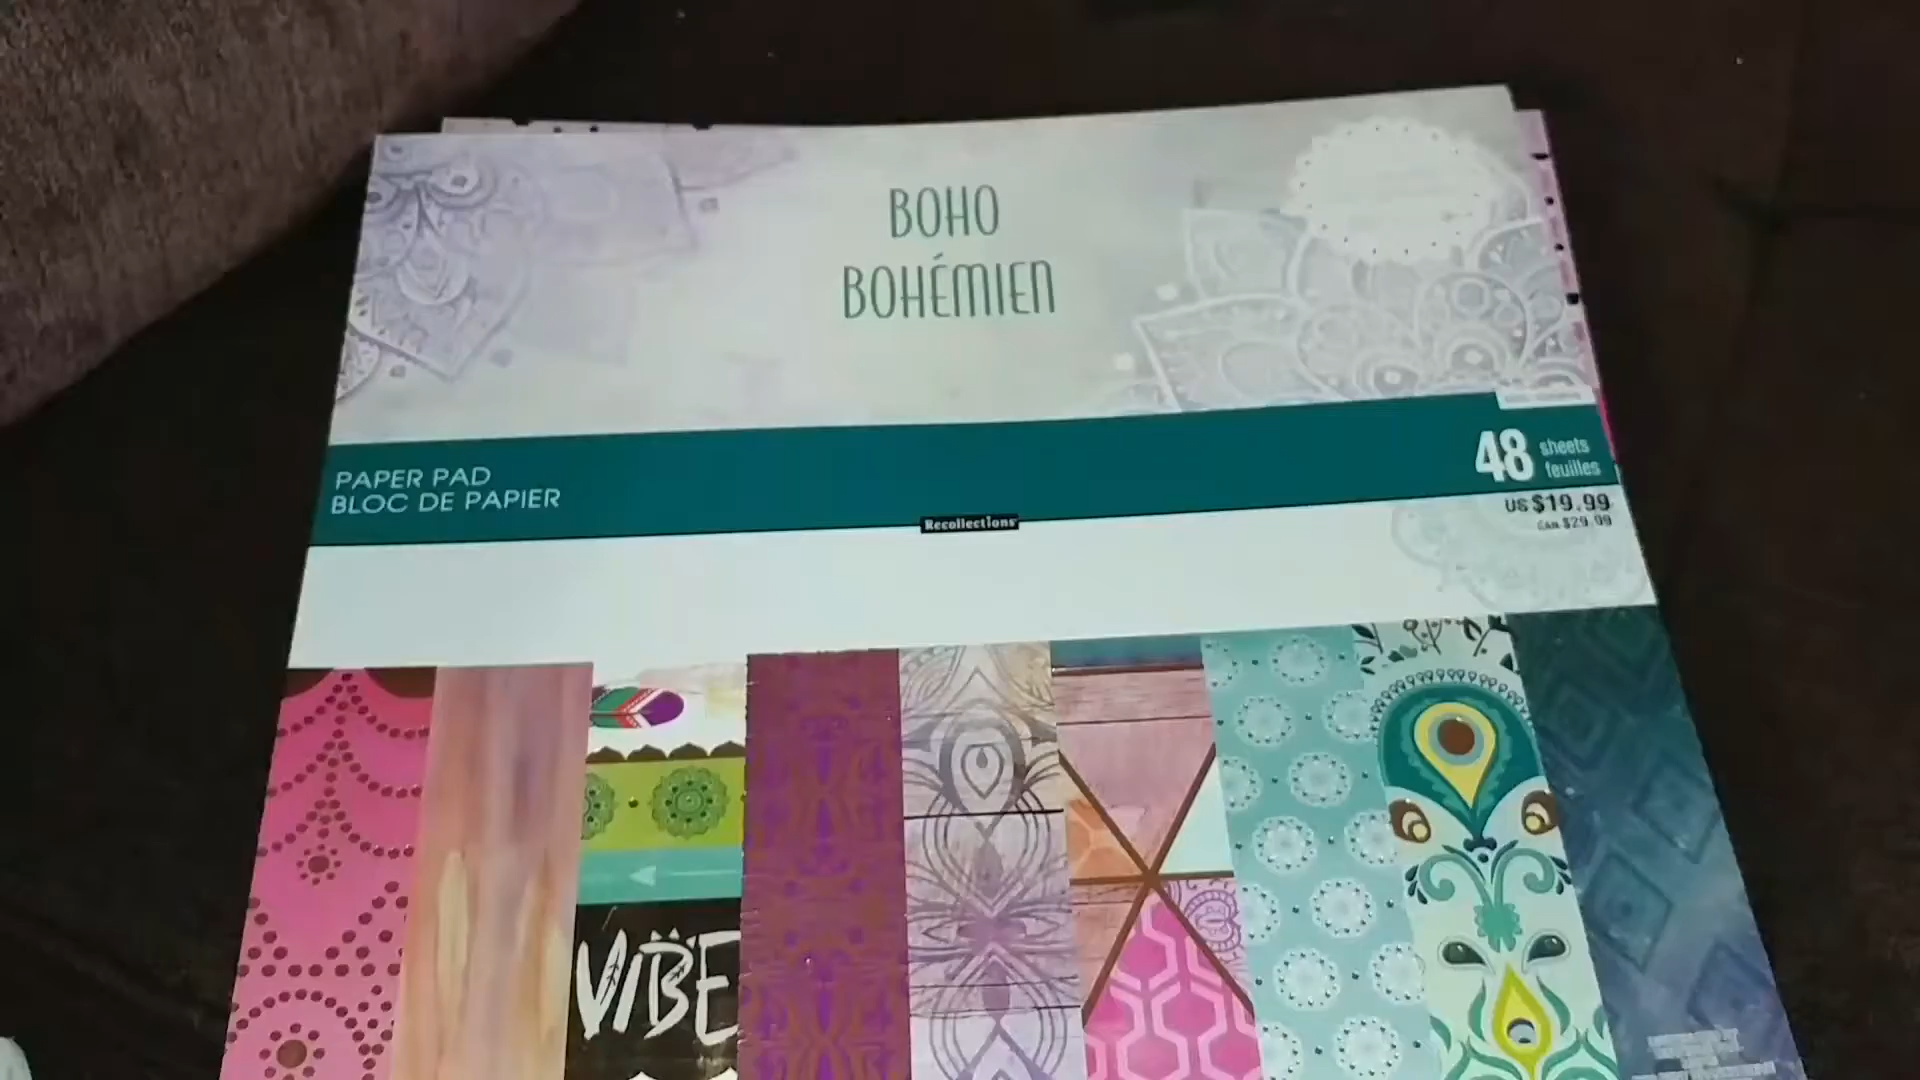 BOHO
BOHÉMIEN
PAPER PAD
BLOC DE PAPIER
48 sheets
feuilles
Recollections
US $19.99
CAN $29.99
VIBE